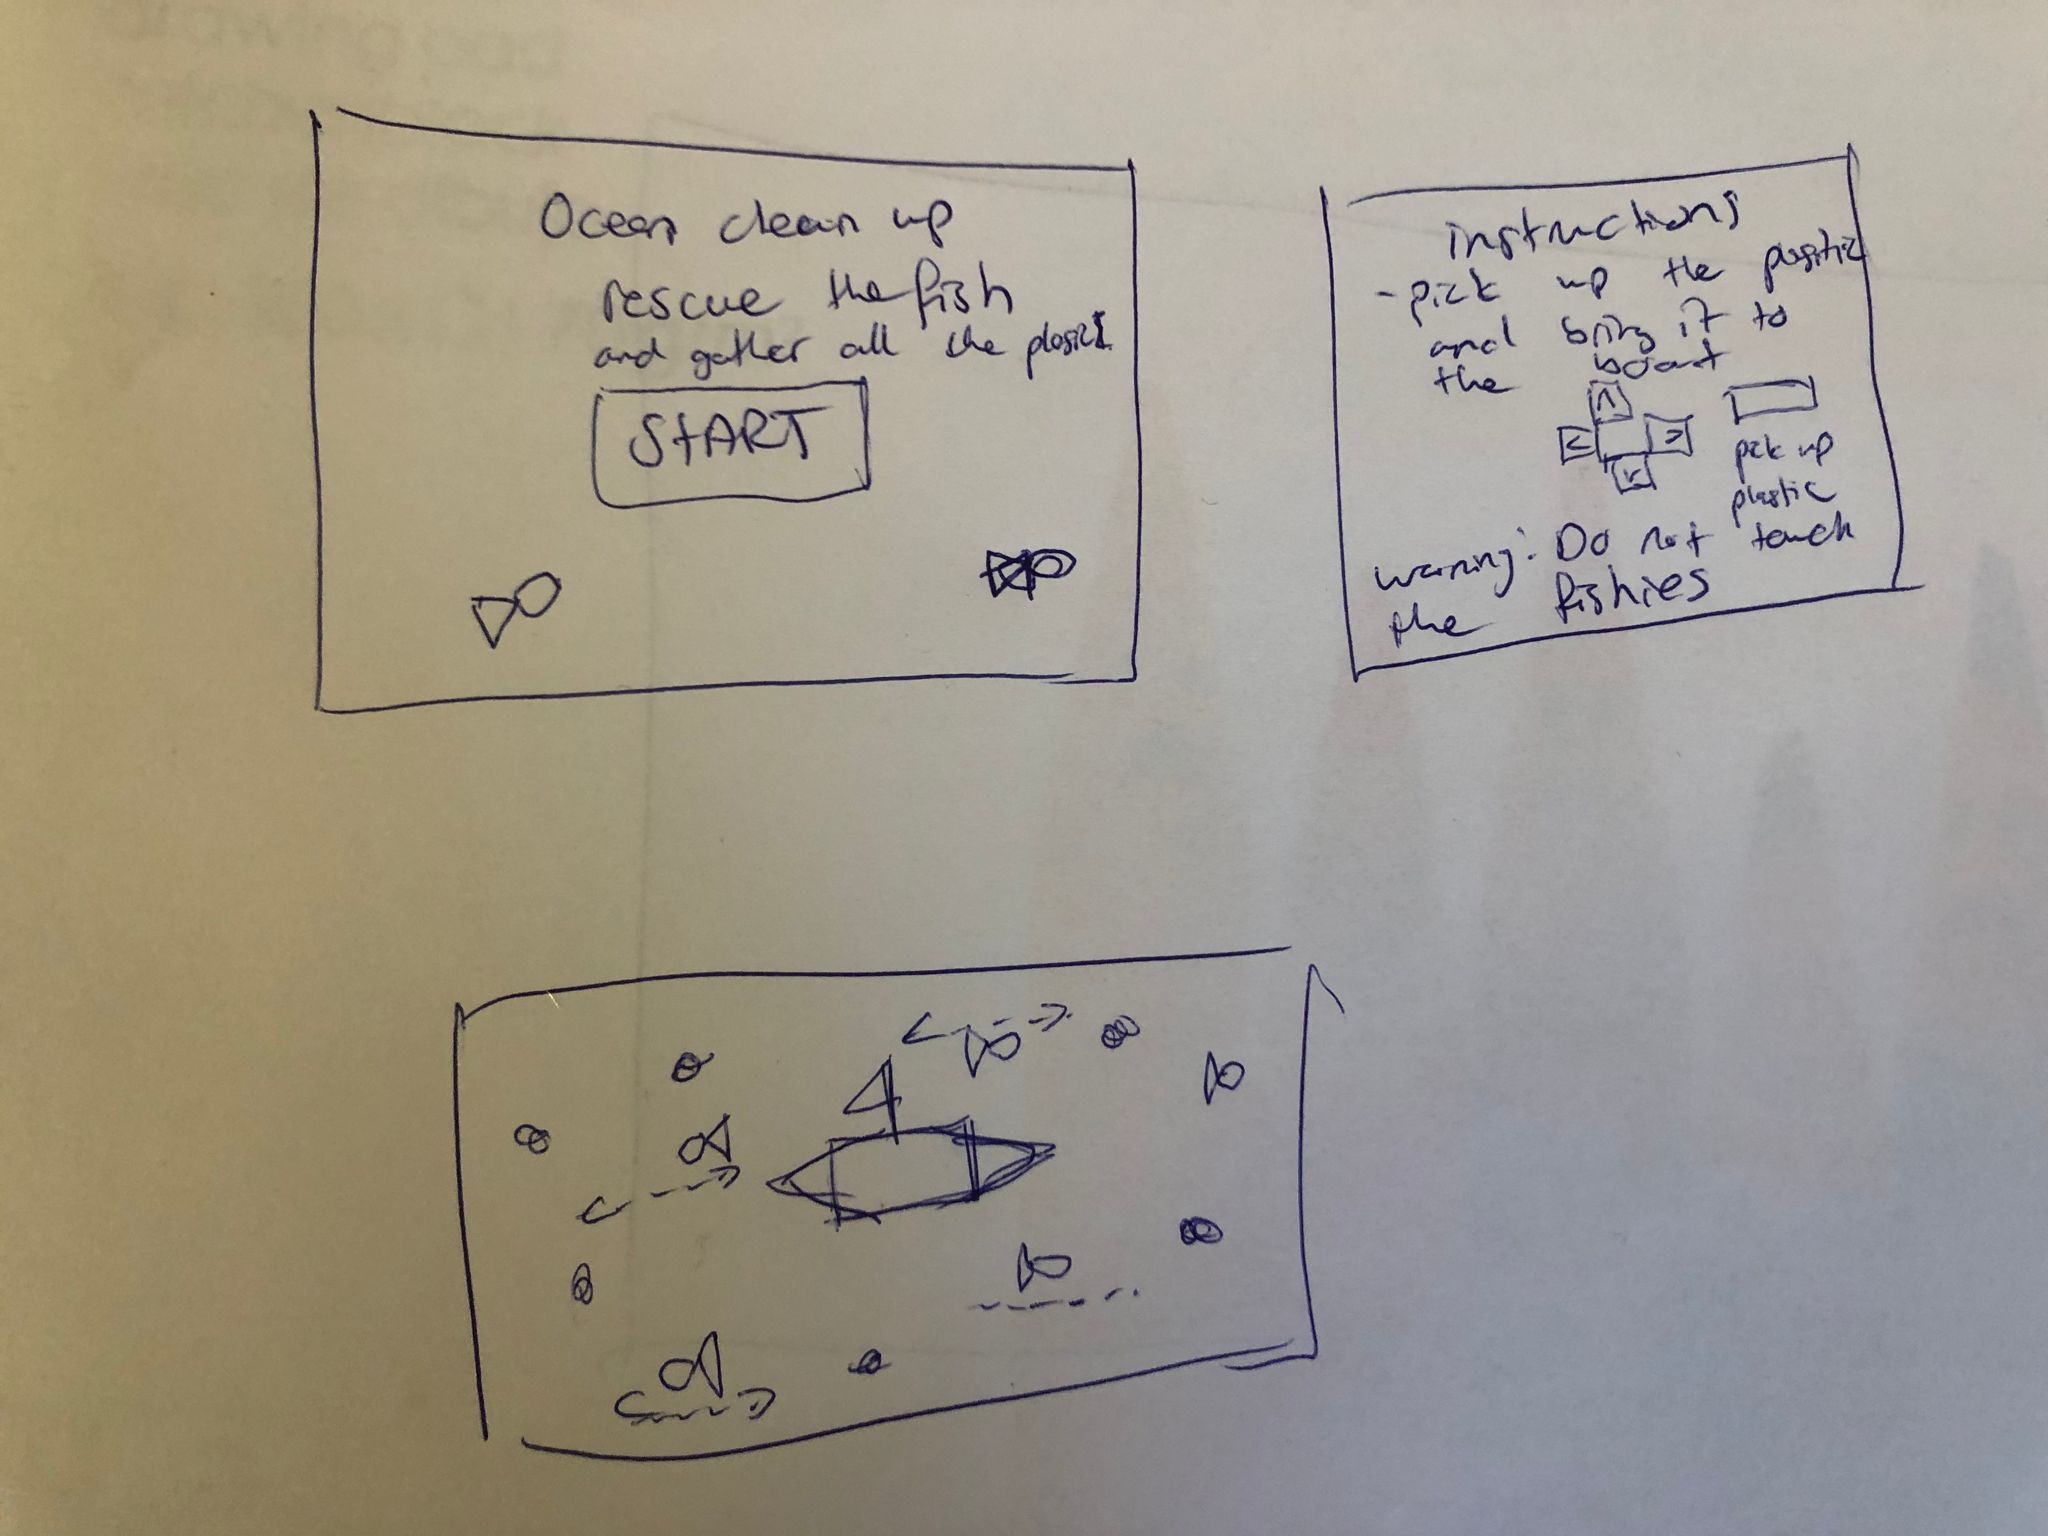 Ocean clean up
rescue the fish
and gather all the plastic
START
instructions
- pick up the plastic
and bring it to
the boat
pick up
plastic
warning: Do not touch
the fishies